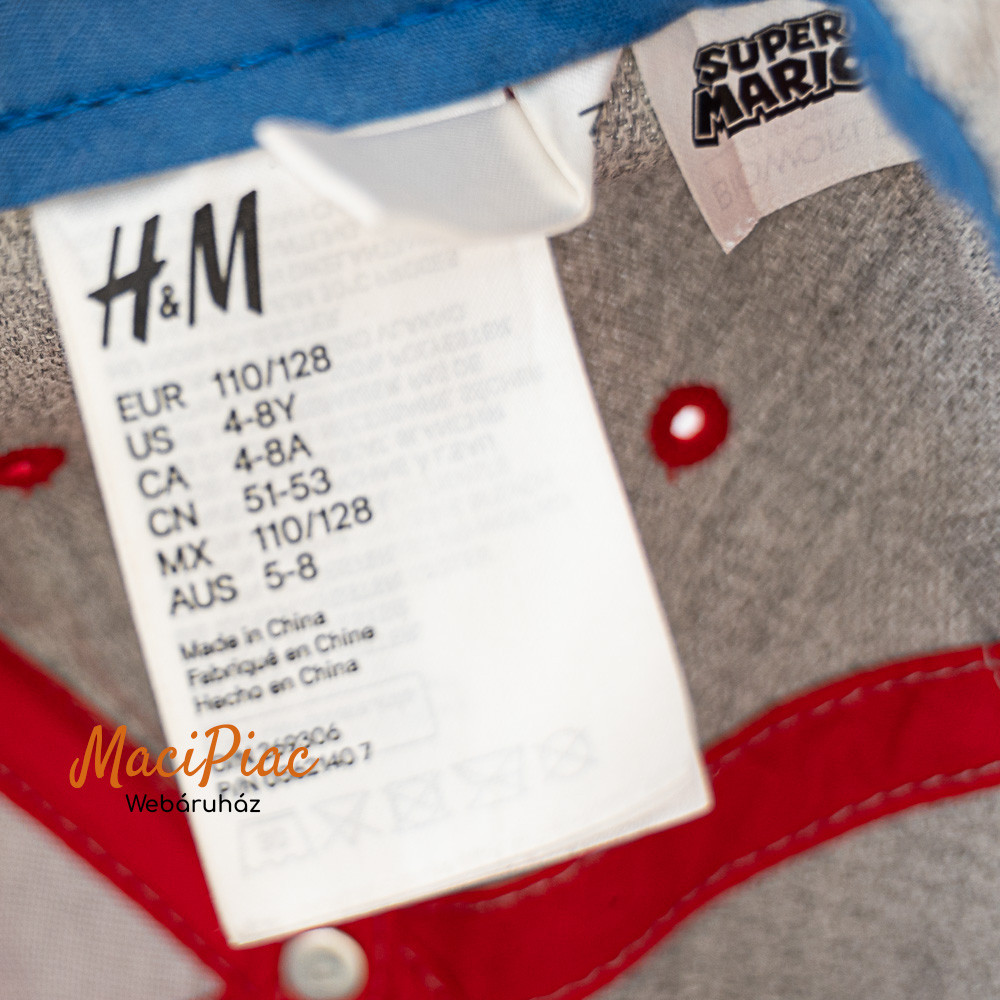 SUPER
MARIO
H&M
EUR 110/128
US 4-8Y
CA 4-8A
CN 51-53
MX 110/128
AUS 5-8
Made in China
Fabriqué en Chine
Hecho en China
MaciPiac
Webáruház